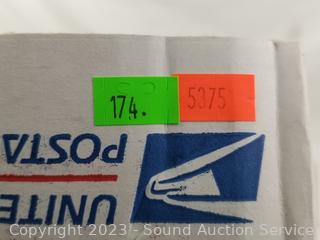 174. 5375
POSTA
UNITE
Copyright 2023 - Sound Auction Service